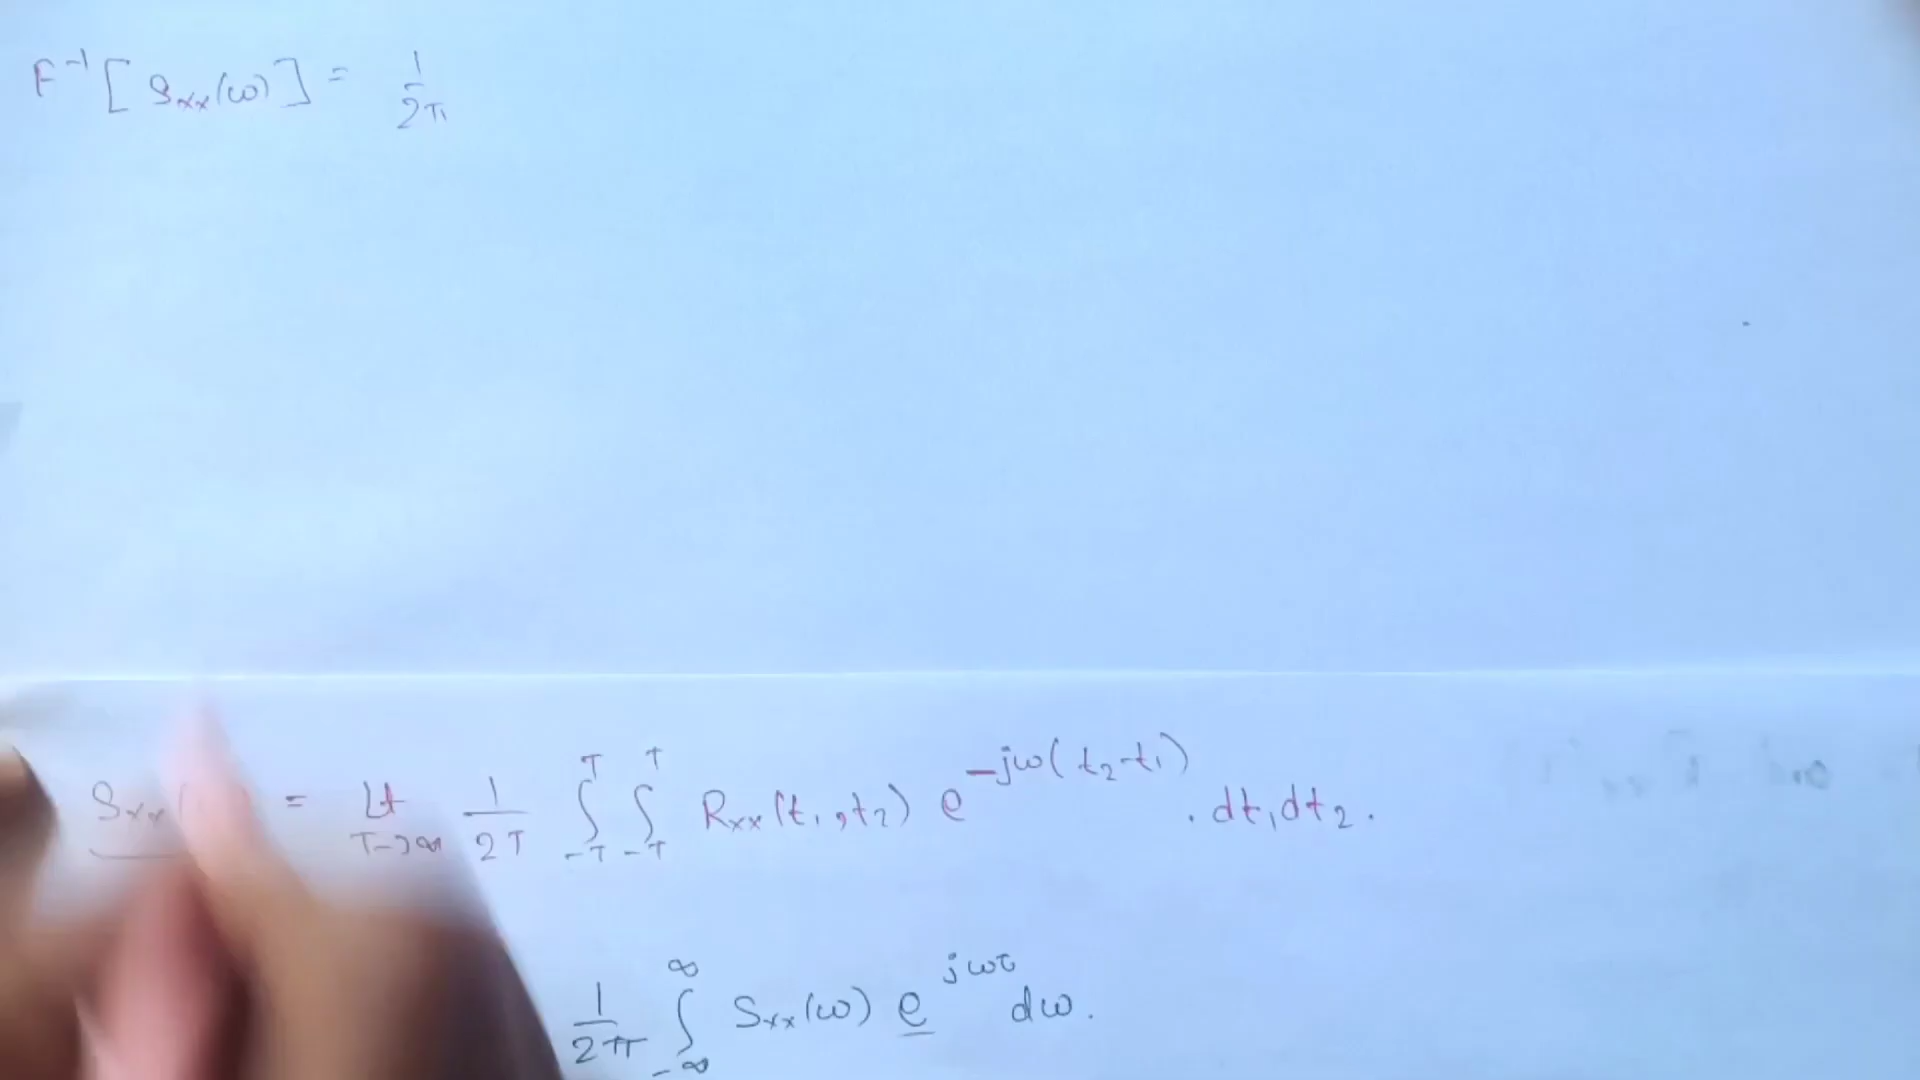 F⁻¹[Sxx(ω)] = 1/2π
Sxx( = Lt T→∞ 1/2T ∫_{-T}^{T} ∫_{-T}^{T} Rxx(t₁,t₂) e^{-jω(t₂-t₁)} . dt₁dt₂.
1/2π ∫_{-∞}^{∞} Sxx(ω) e^{jωτ} dω.